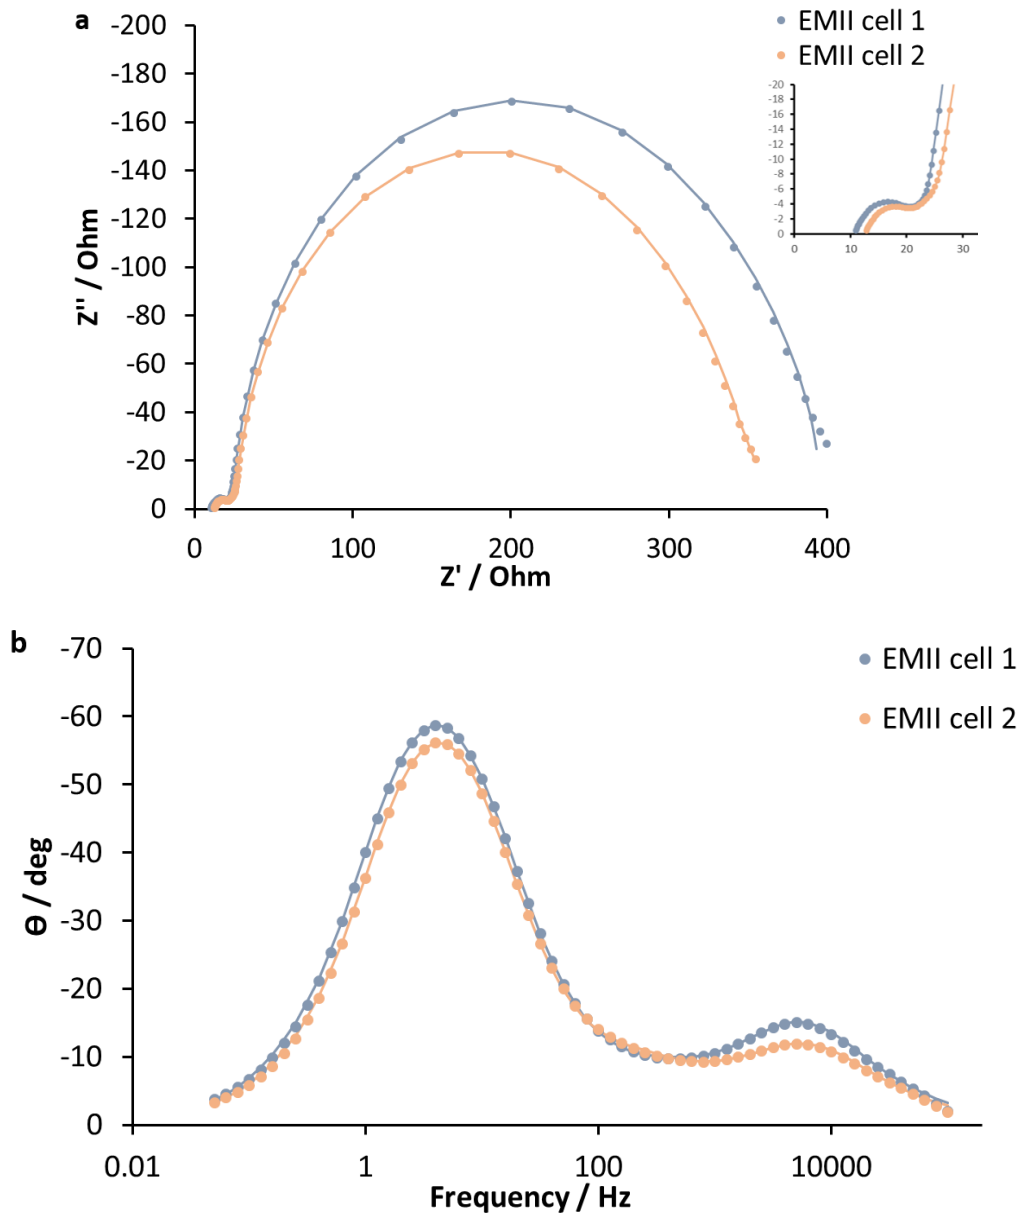 a
EMII cell 1
EMII cell 2
-200
-180
-160
-140
-120
-100
-80
-60
-40
-20
0
Z'' / Ohm
0 100 200 300 400
Z' / Ohm
-20
-18
-16
-14
-12
-10
-8
-6
-4
-2
0
0 10 20 30
b
EMII cell 1
EMII cell 2
-70
-60
-50
-40
-30
-20
-10
0
Θ / deg
0.01 1 100 10000
Frequency / Hz